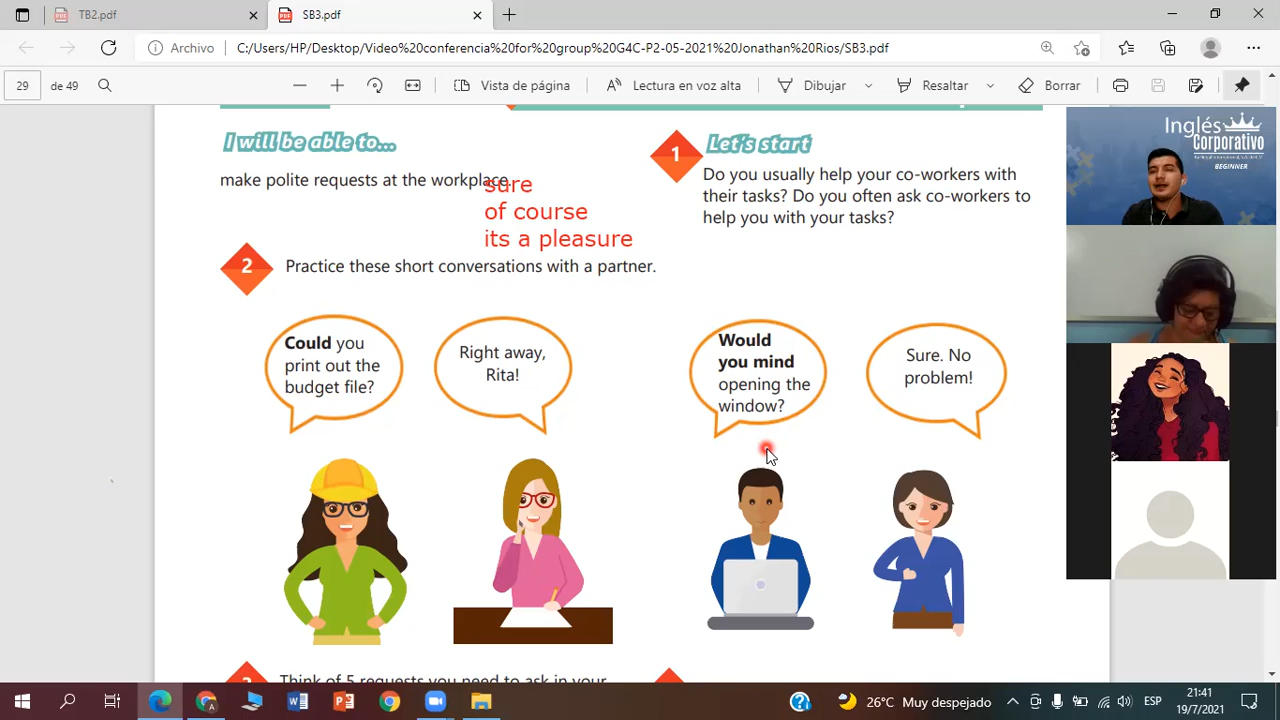 TB2.pdf
SB3.pdf
Archivo
C:/Users/HP/Desktop/Video%20conferencia%20for%20group%20G4C-P2-05-2021%20Jonathan%20Rios/SB3.pdf
29 de 49
Vista de página
Lectura en voz alta
Dibujar
Resaltar
Borrar
I will be able to...
make polite requests at the workplace
sure
of course
its a pleasure
1
Let's start
Do you usually help your co-workers with
their tasks? Do you often ask co-workers to
help you with your tasks?
2
Practice these short conversations with a partner.
Could you
print out the
budget file?
Right away,
Rita!
Would
you mind
opening the
window?
Sure. No
problem!
Think of 5 requests you need to ask in your
Inglés
Corporativo
BEGINNER
26°C Muy despejado
ESP
21:41
19/7/2021